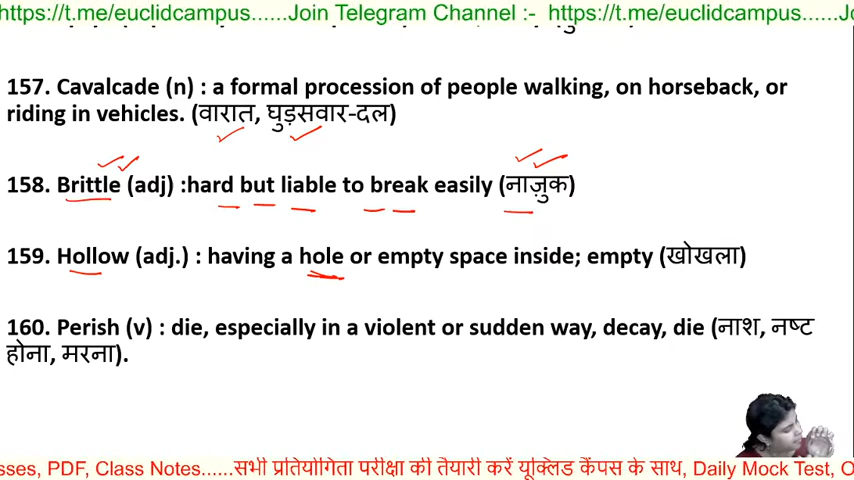 https://t.me/euclidcampus......Join Telegram Channel :- https://t.me/euclidcampus......Jo
157. Cavalcade (n) : a formal procession of people walking, on horseback, or
riding in vehicles. (वारात, घुड़सवार-दल)
158. Brittle (adj) :hard but liable to break easily (नाज़ुक)
159. Hollow (adj.) : having a hole or empty space inside; empty (खोखला)
160. Perish (v) : die, especially in a violent or sudden way, decay, die (नाश, नष्ट
होना, मरना).
sses, PDF, Class Notes......सभी प्रतियोगिता परीक्षा की तैयारी करें यूक्लिड कैंपस के साथ, Daily Mock Test, O